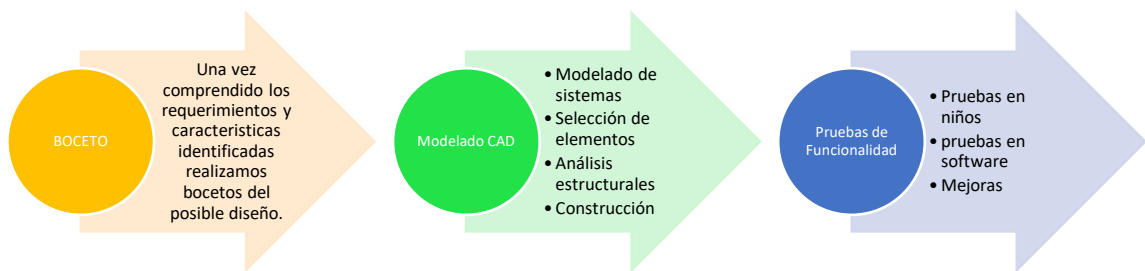 BOCETO
Una vez
comprendido los
requerimientos y
caracteristicas
identificadas
realizamos
bocetos del
posible diseño.
Modelado CAD
• Modelado de
sistemas
• Selección de
elementos
• Análisis
estructurales
• Construcción
Pruebas de
Funcionalidad
• Pruebas en
niños
• pruebas en
software
• Mejoras